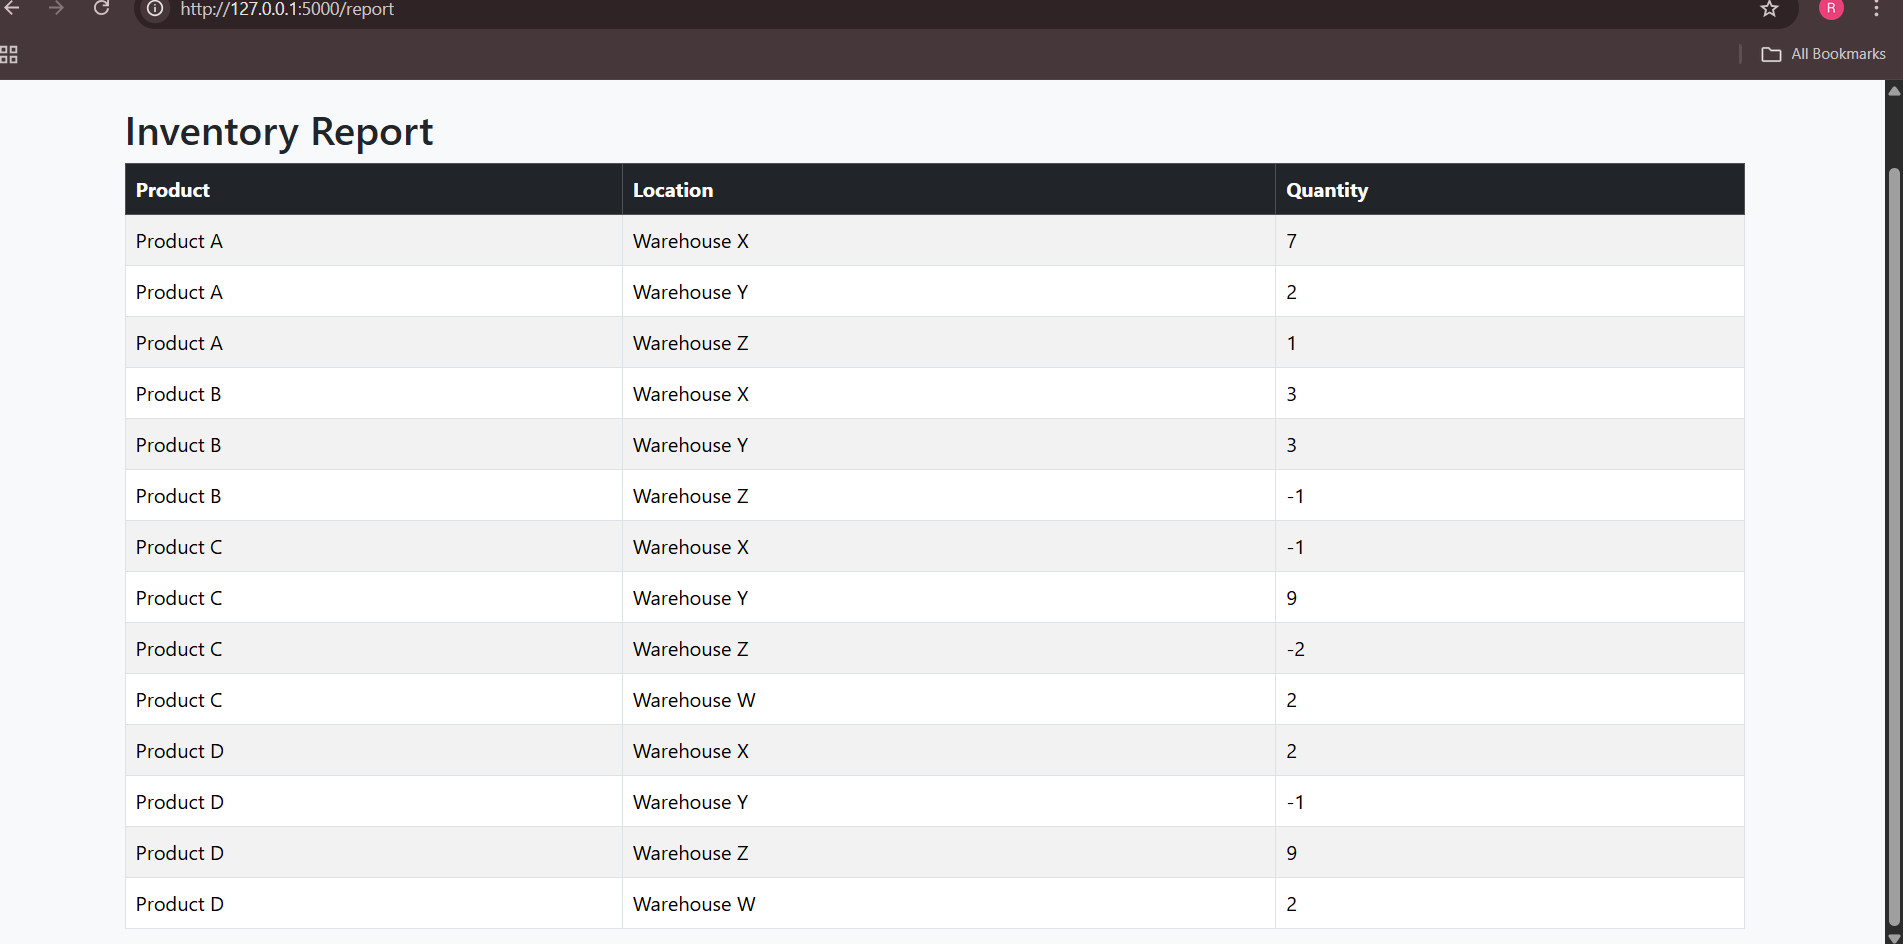 http://127.0.0.1:5000/report
R
All Bookmarks
Inventory Report
Product Location Quantity
Product A Warehouse X 7
Product A Warehouse Y 2
Product A Warehouse Z 1
Product B Warehouse X 3
Product B Warehouse Y 3
Product B Warehouse Z -1
Product C Warehouse X -1
Product C Warehouse Y 9
Product C Warehouse Z -2
Product C Warehouse W 2
Product D Warehouse X 2
Product D Warehouse Y -1
Product D Warehouse Z 9
Product D Warehouse W 2